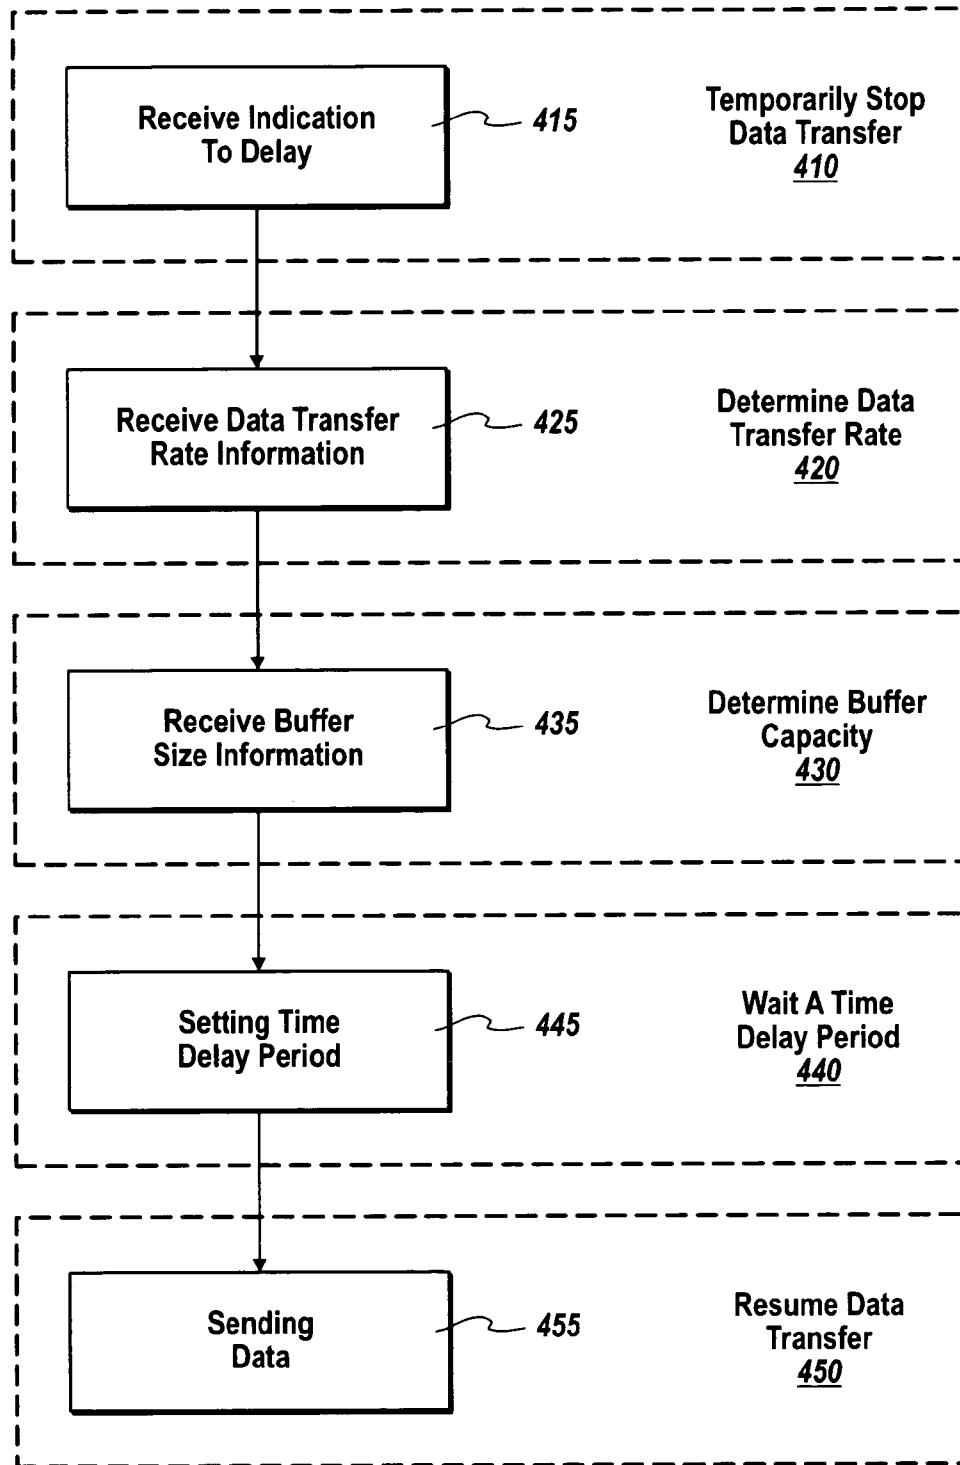 Receive Indication
To Delay
415
Temporarily Stop
Data Transfer
410
Receive Data Transfer
Rate Information
425
Determine Data
Transfer Rate
420
Receive Buffer
Size Information
435
Determine Buffer
Capacity
430
Setting Time
Delay Period
445
Wait A Time
Delay Period
440
Sending
Data
455
Resume Data
Transfer
450